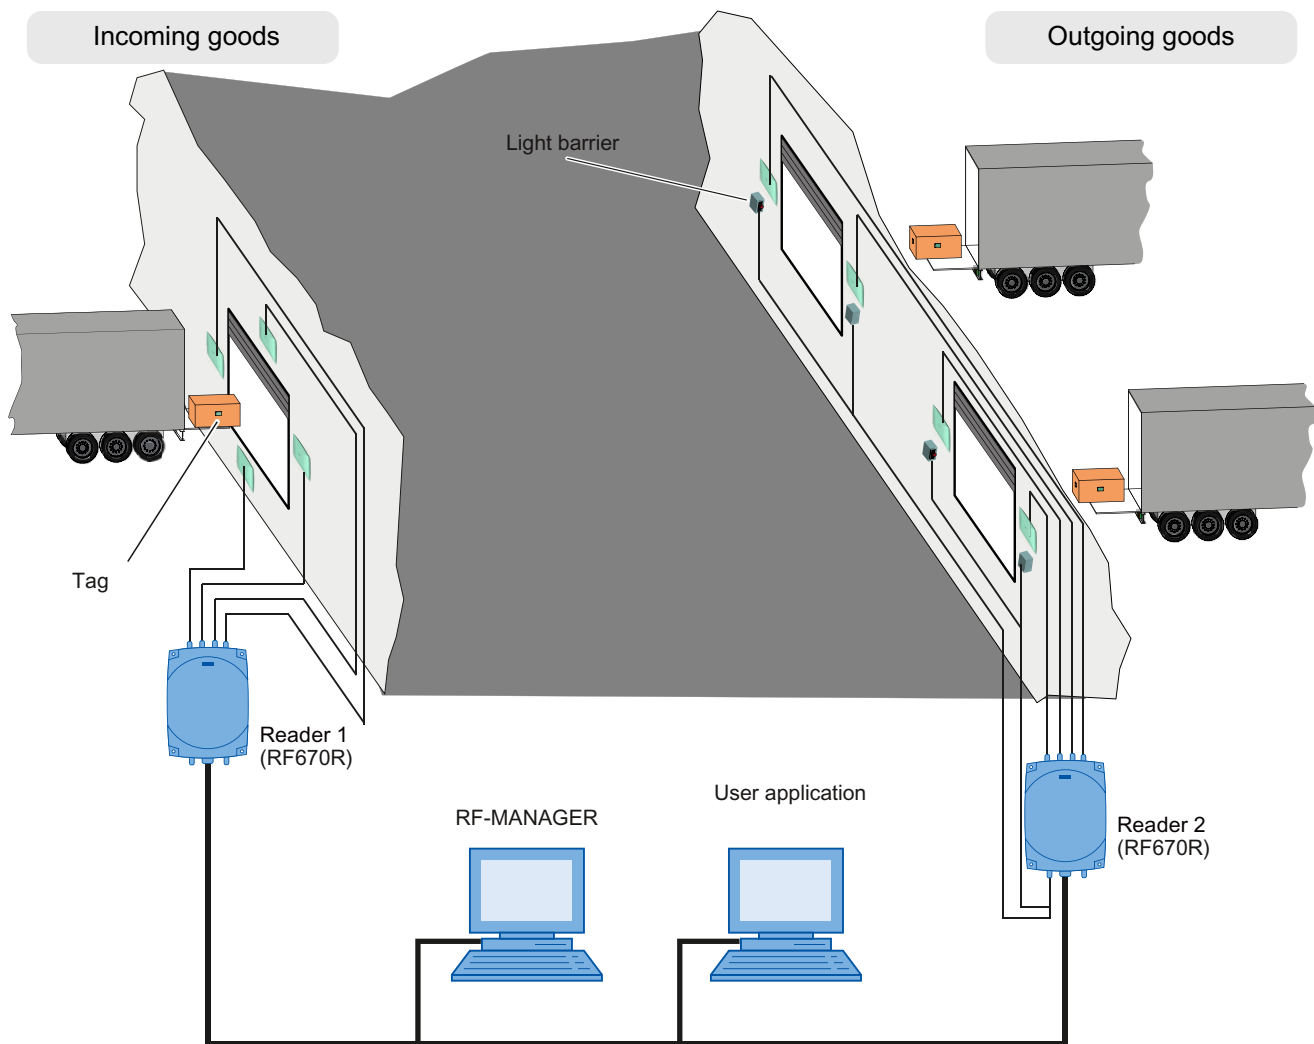 Incoming goods
Outgoing goods
Light barrier
Tag
Reader 1
(RF670R)
RF-MANAGER
User application
Reader 2
(RF670R)